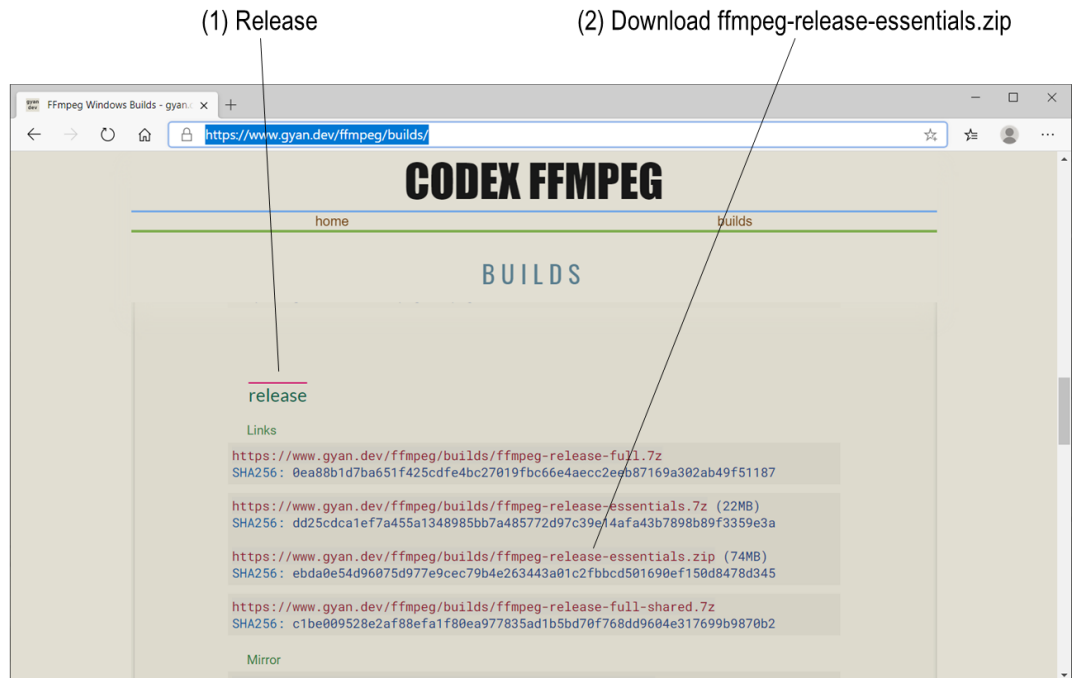 (1) Release
(2) Download ffmpeg-release-essentials.zip
gyan dev
FFmpeg Windows Builds - gyan.
https://www.gyan.dev/ffmpeg/builds/
CODEX FFMPEG
home
builds
BUILDS
release
Links
https://www.gyan.dev/ffmpeg/builds/ffmpeg-release-full.7z
SHA256: 0ea88b1d7ba651f425cdfe4bc27019fbc66e4aecc2eeb87169a302ab49f51187
https://www.gyan.dev/ffmpeg/builds/ffmpeg-release-essentials.7z (22MB)
SHA256: dd25cdca1ef7a455a1348985bb7a485772d97c39e14afa43b7898b89f3359e3a
https://www.gyan.dev/ffmpeg/builds/ffmpeg-release-essentials.zip (74MB)
SHA256: ebda0e54d96075d977e9cec79b4e263443a01c2fbbcd501690ef150d8478d345
https://www.gyan.dev/ffmpeg/builds/ffmpeg-release-full-shared.7z
SHA256: c1be009528e2af88efa1f80ea977835ad1b5bd70f768dd9604e317699b9870b2
Mirror